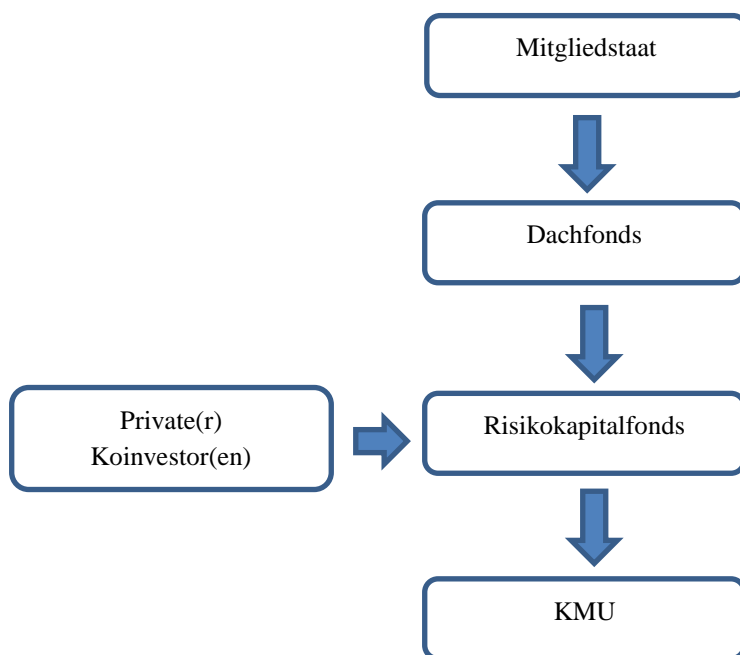 Mitgliedstaat
Dachfonds
Private(r)
Koinvestor(en)
Risikokapitalfonds
KMU